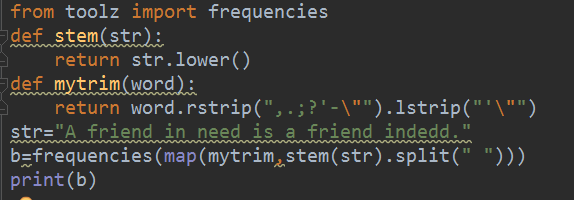 from toolz import frequencies
def stem(str):
    return str.lower()
def mytrim(word):
    return word.rstrip(",.;?'-\"").lstrip("'\"")
str="A friend in need is a friend indedd."
b=frequencies(map(mytrim,stem(str).split(" ")))
print(b)